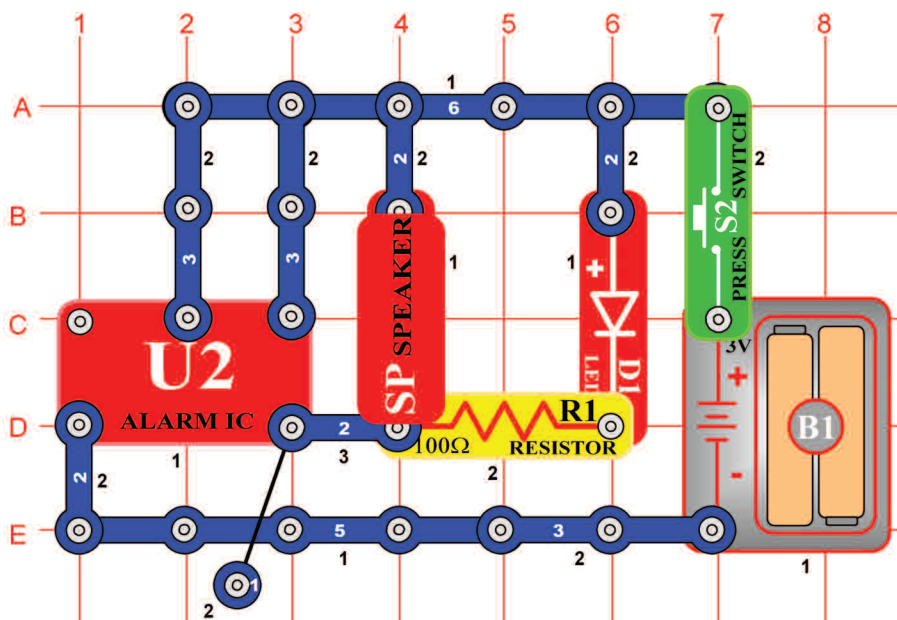 1 2 3 4 5 6 7 8
A
1
6
2 2 2 2 2 2
SWITCH
S2
PRESS
B
3 3
1
1
+
SPEAKER
SP
C
U2
ALARM IC
D1
LED
3V
+
-
B1
D
2
3
R1
100Ω
RESISTOR
1
2
2 2
E
5
3
1
2
1
1
2